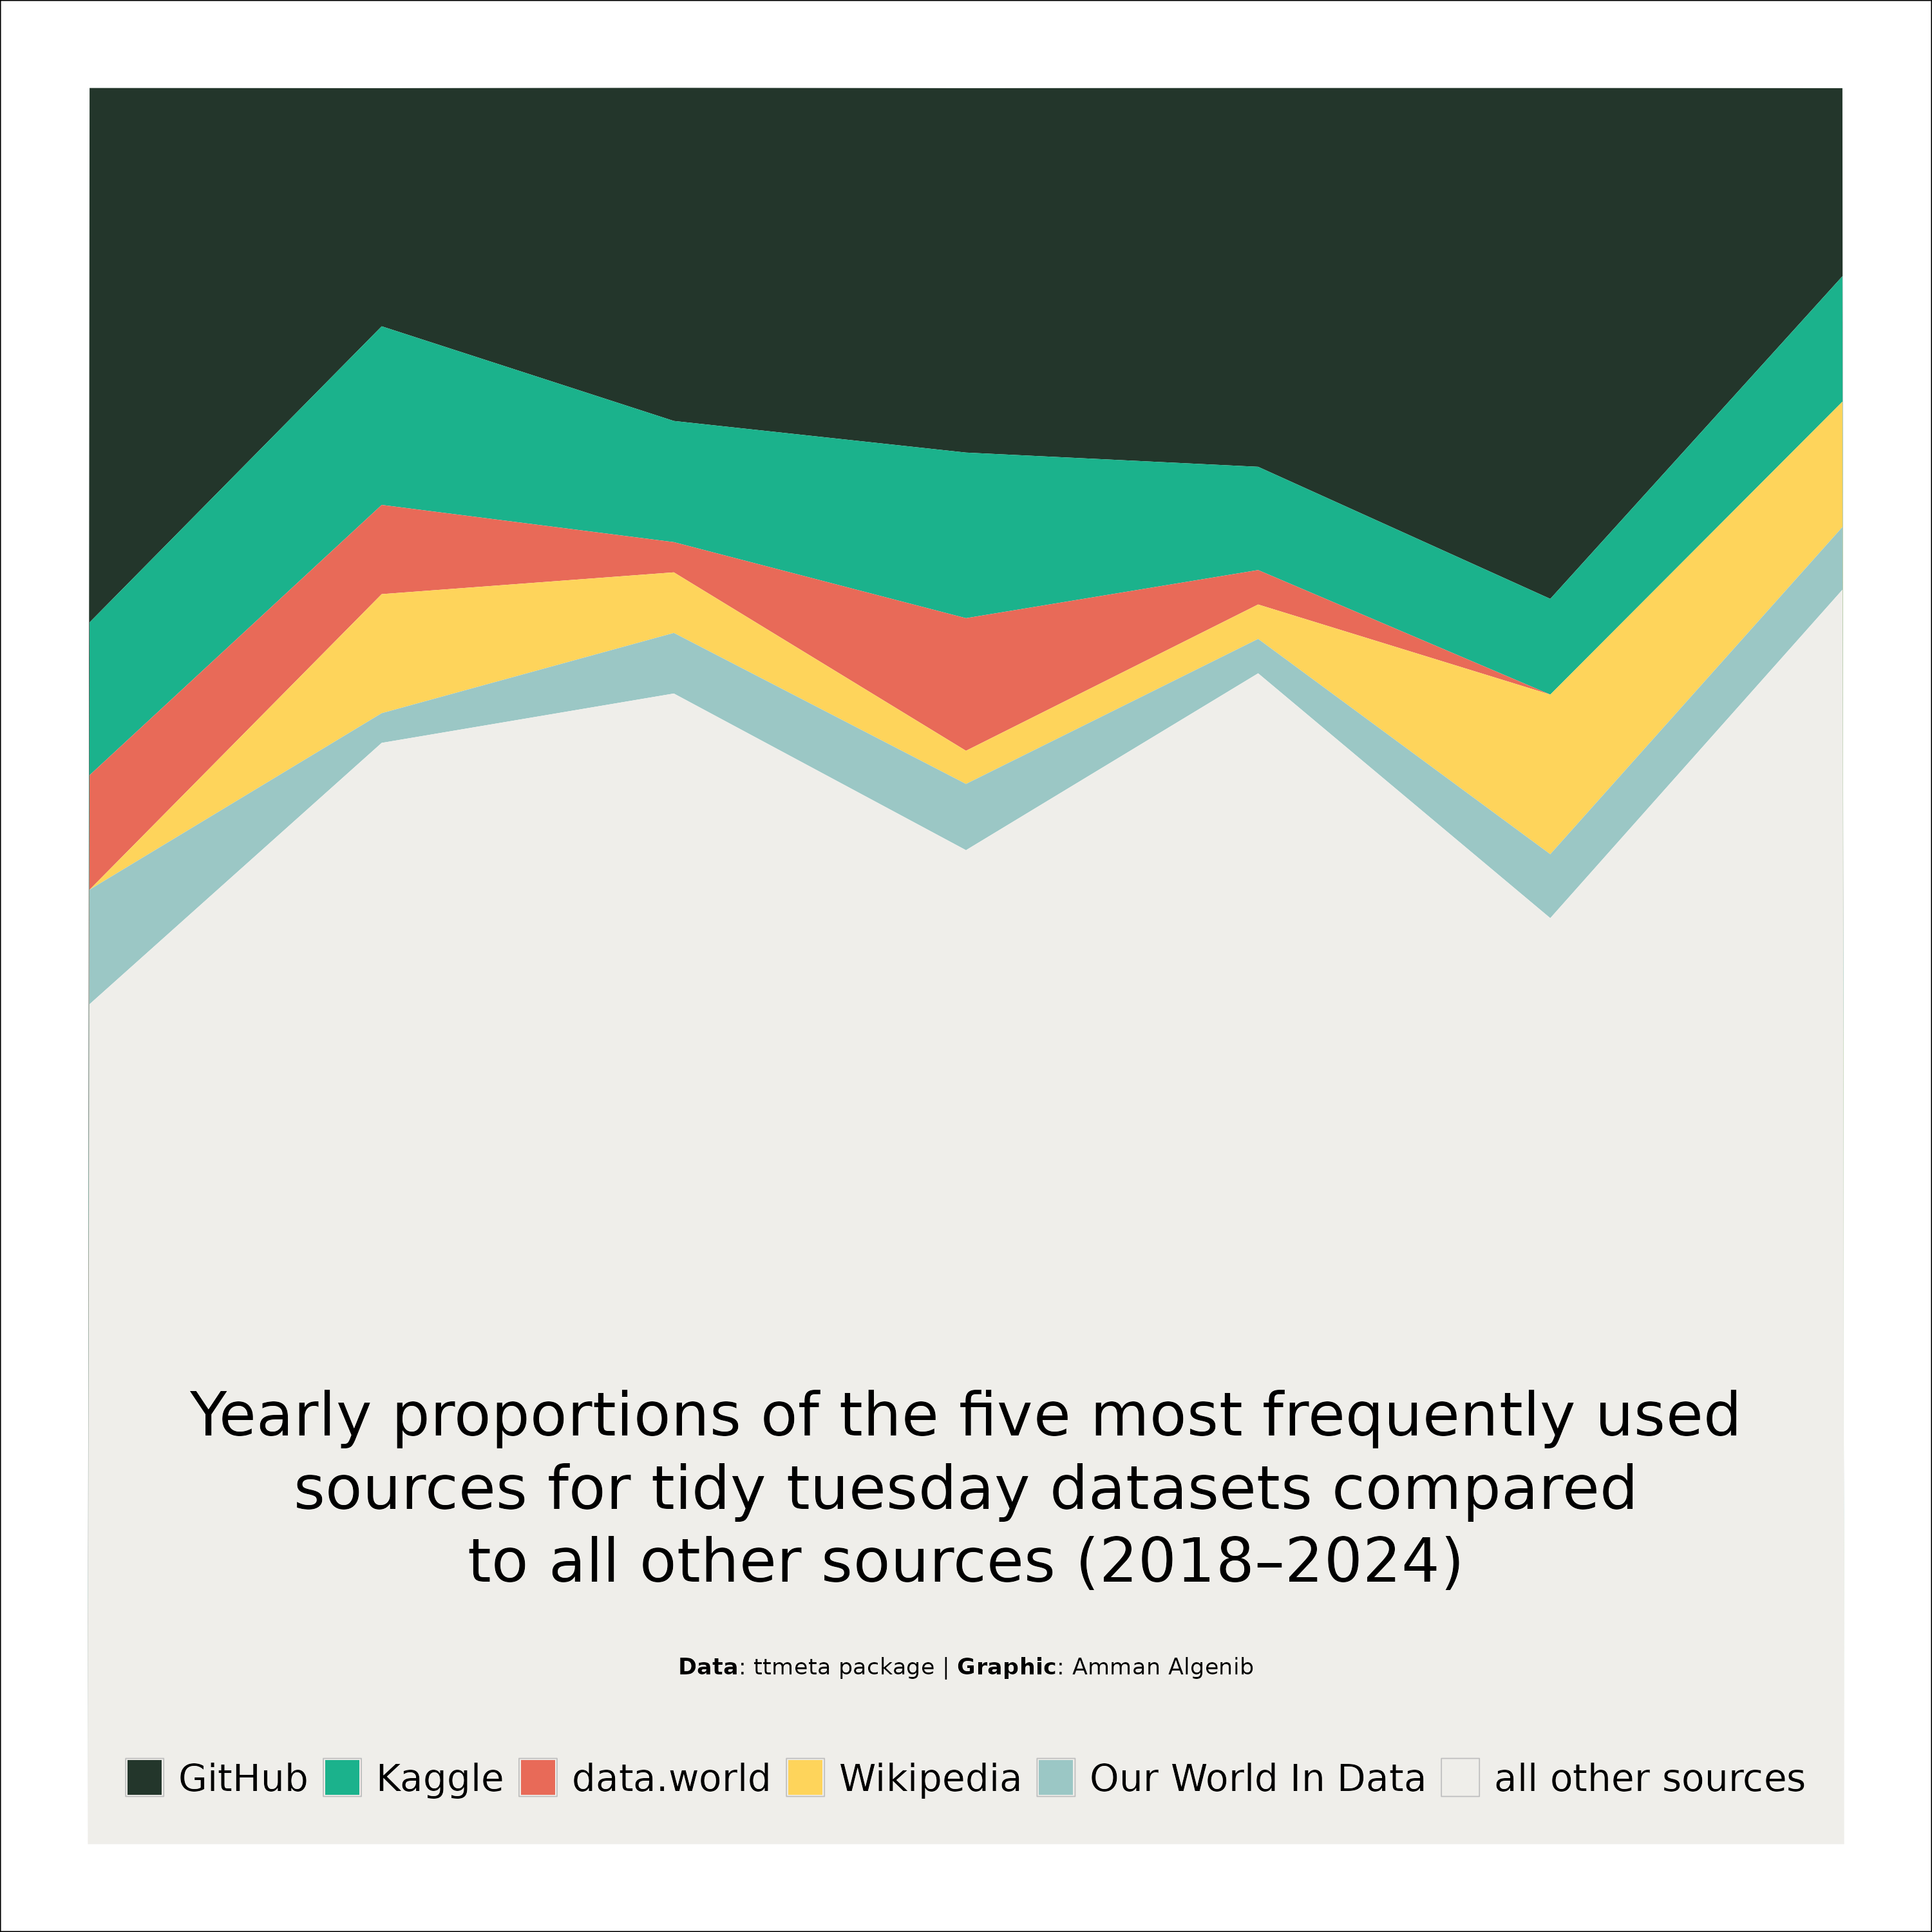 Yearly proportions of the five most frequently used
sources for tidy tuesday datasets compared
to all other sources (2018–2024)
Data: ttmeta package | Graphic: Amman Algenib
GitHub Kaggle data.world Wikipedia Our World In Data all other sources